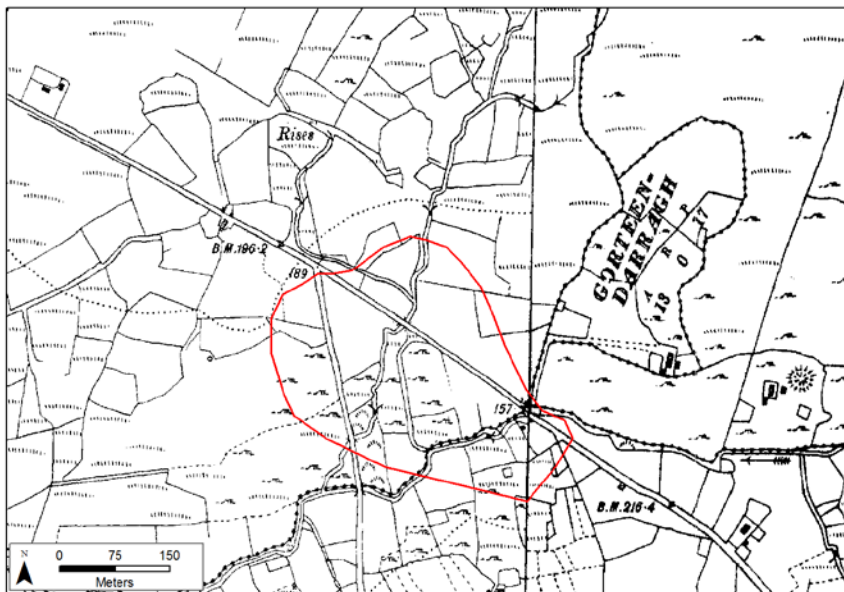 Rises
B.M.196·2
189
GORTEEN-
DARRAGH
A R P
13 0 17
157
B.M.216·4
N
0 75 150
Meters